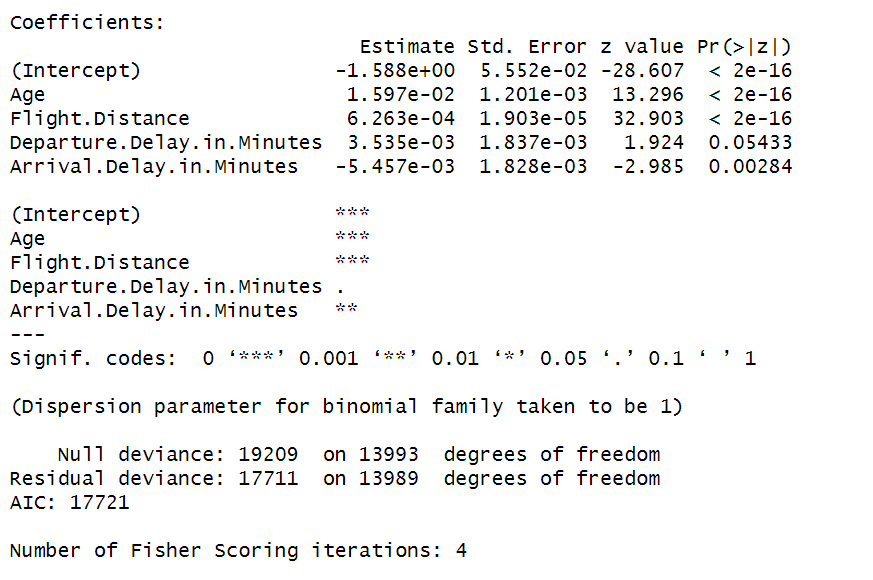 Coefficients:
                             Estimate Std. Error z value Pr(>|z|)
(Intercept)                -1.588e+00  5.552e-02 -28.607  < 2e-16
Age                         1.597e-02  1.201e-03  13.296  < 2e-16
Flight.Distance             6.263e-04  1.903e-05  32.903  < 2e-16
Departure.Delay.in.Minutes  3.535e-03  1.837e-03   1.924  0.05433
Arrival.Delay.in.Minutes   -5.457e-03  1.828e-03  -2.985  0.00284
(Intercept)                ***
Age                        ***
Flight.Distance            ***
Departure.Delay.in.Minutes .
Arrival.Delay.in.Minutes   **
---
Signif. codes:  0 ‘***’ 0.001 ‘**’ 0.01 ‘*’ 0.05 ‘.’ 0.1 ‘ ’ 1
(Dispersion parameter for binomial family taken to be 1)
    Null deviance: 19209  on 13993  degrees of freedom
Residual deviance: 17711  on 13989  degrees of freedom
AIC: 17721
Number of Fisher Scoring iterations: 4